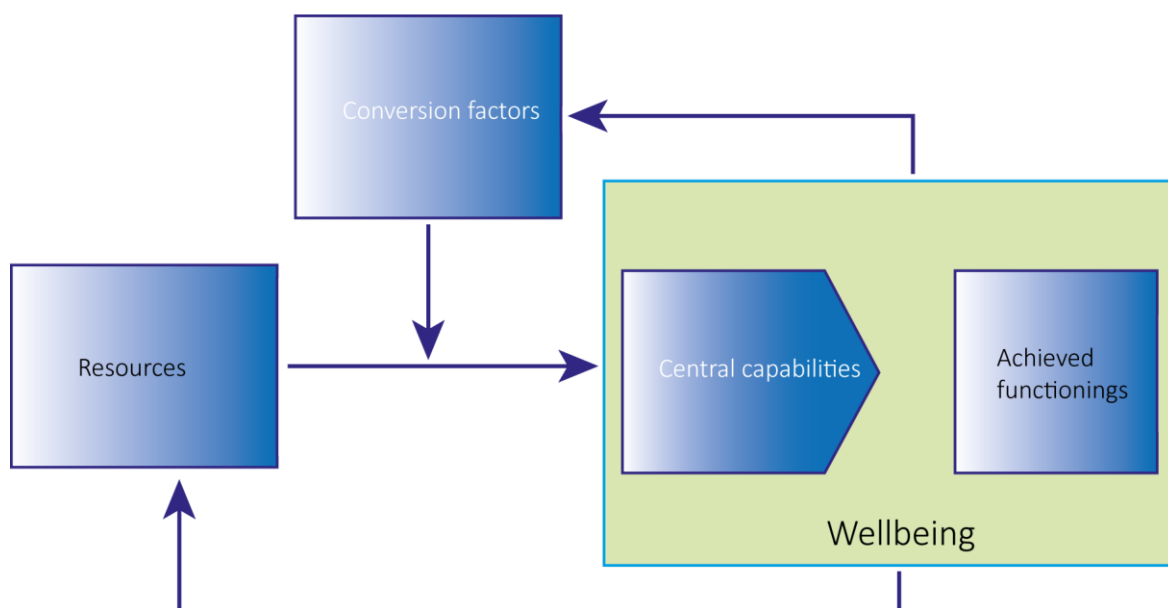 Conversion factors
Resources
Central capabilities
Achieved
functionings
Wellbeing